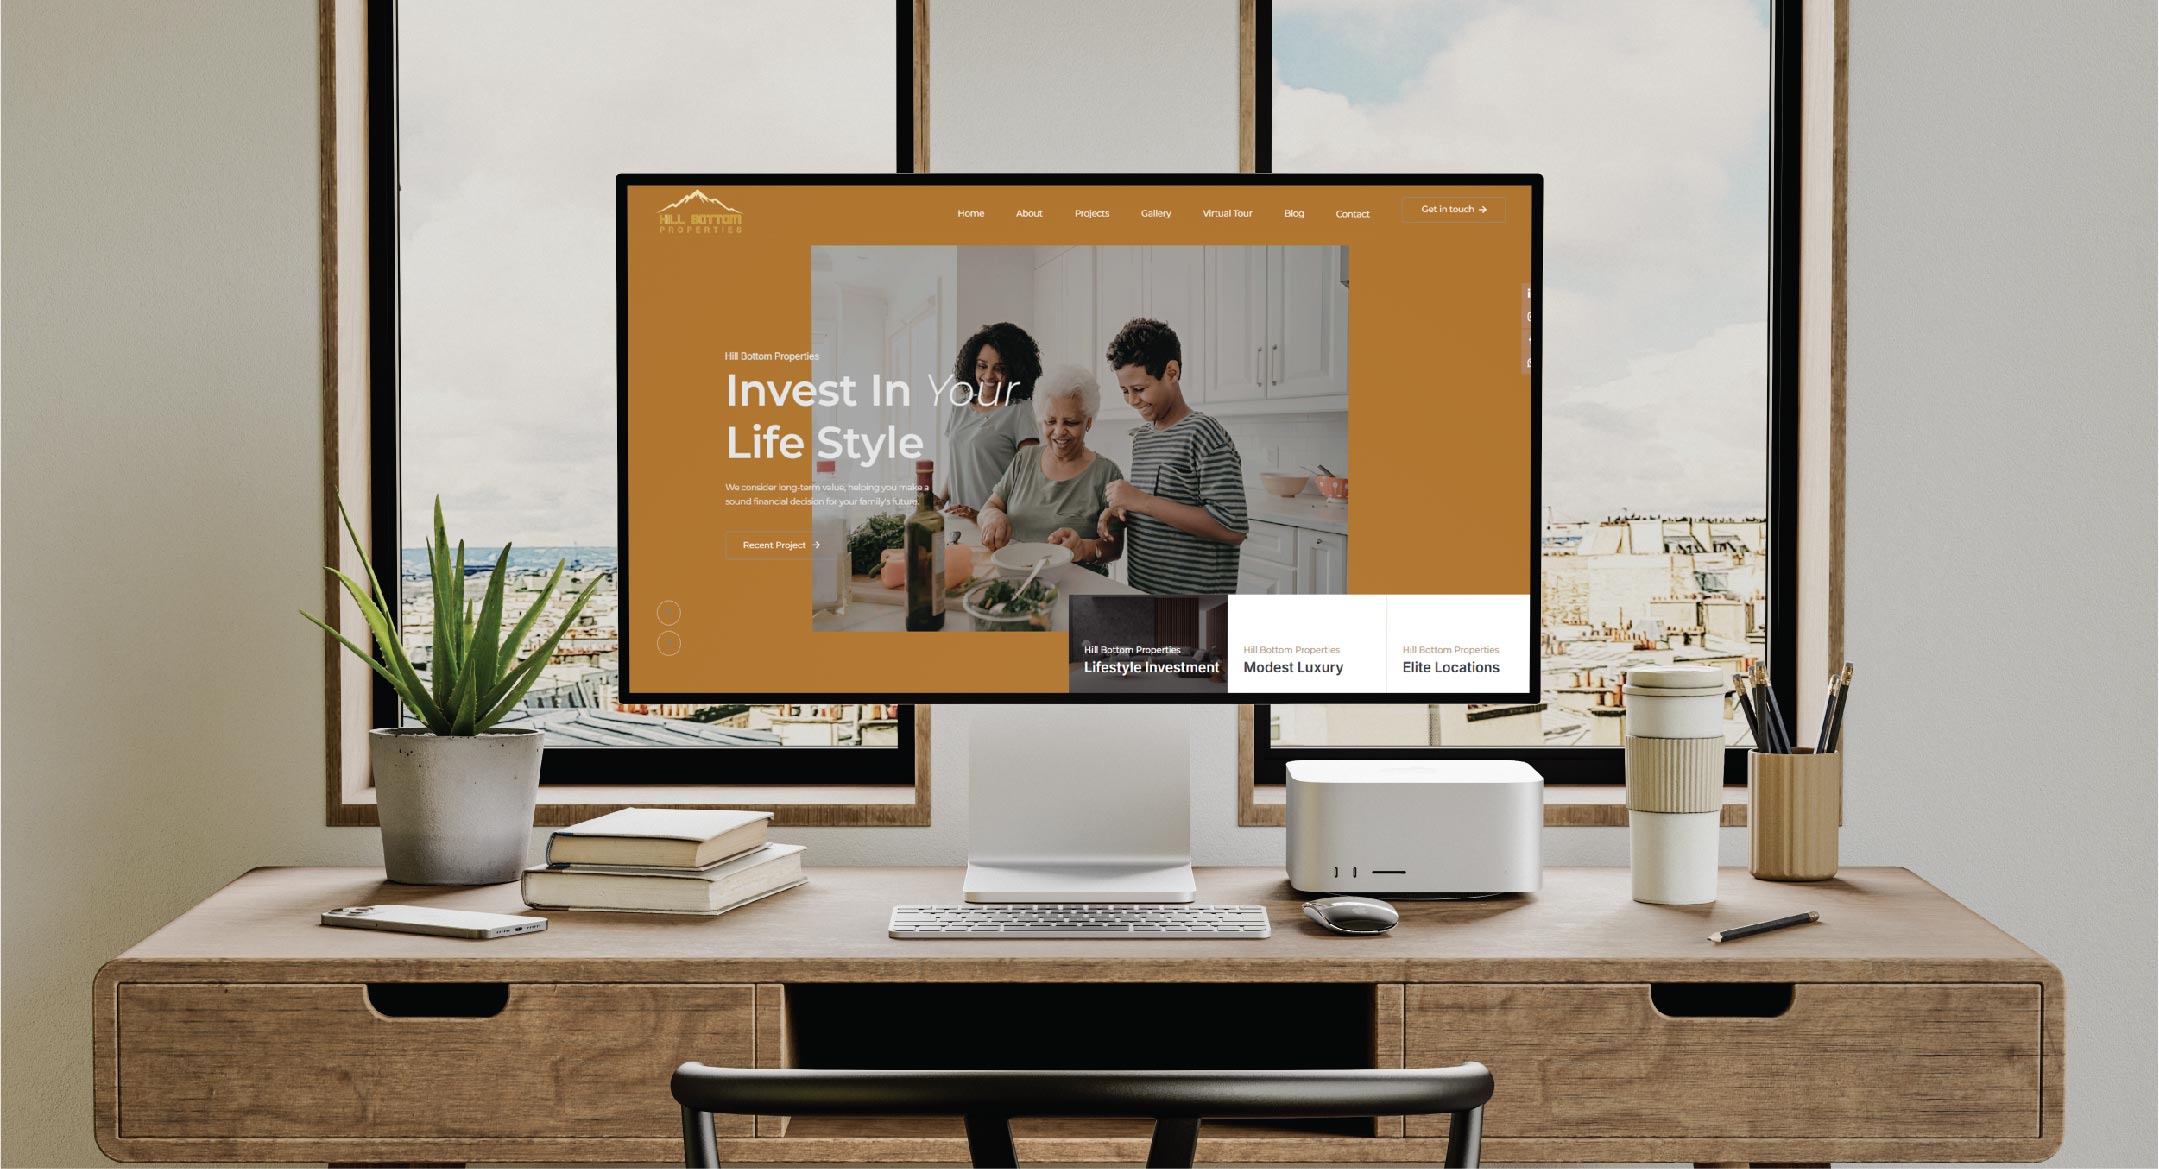 HILL BOTTOM
PROPERTIES
Home About Projects Gallery Virtual Tour Blog Contact Get in touch
Hill Bottom Properties
Invest In Your
Life Style
We consider long-term value, helping you make a
sound financial decision for your family's future.
Recent Project
Hill Bottom Properties
Lifestyle Investment
Hill Bottom Properties
Modest Luxury
Hill Bottom Properties
Elite Locations